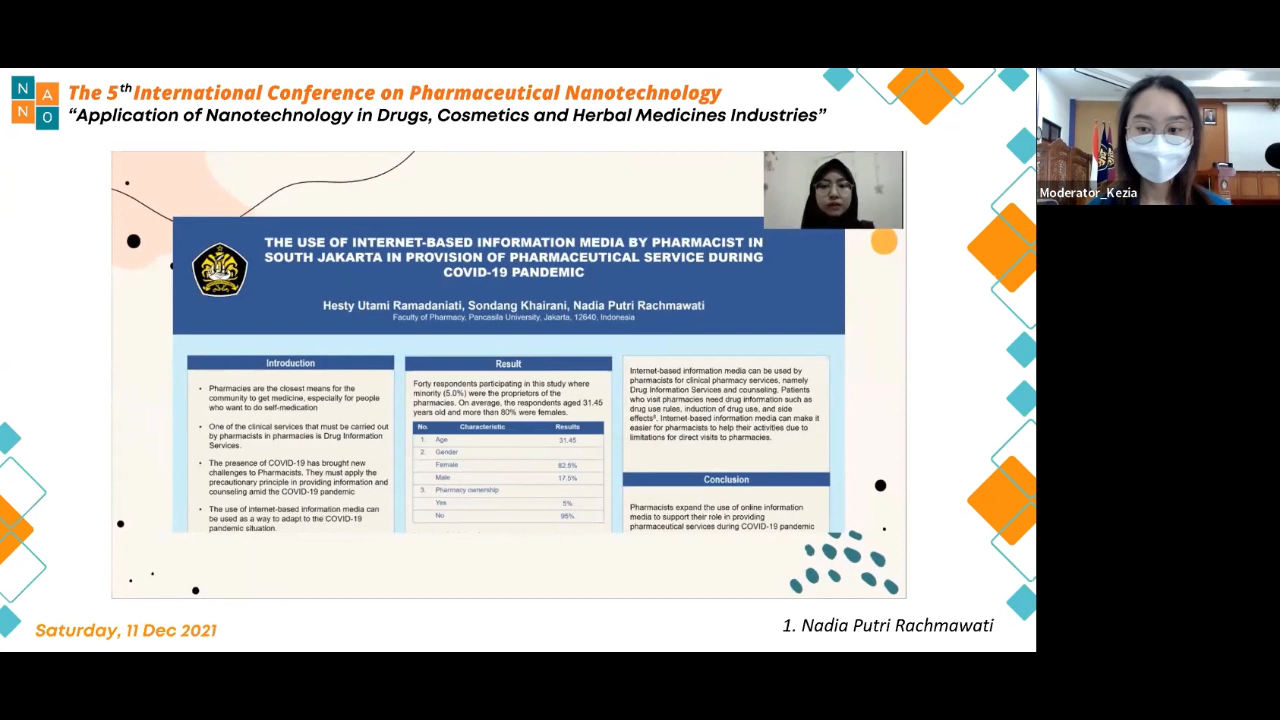 N A
N O
The 5th International Conference on Pharmaceutical Nanotechnology
“Application of Nanotechnology in Drugs, Cosmetics and Herbal Medicines Industries”
Moderator_Kezia
THE USE OF INTERNET-BASED INFORMATION MEDIA BY PHARMACIST IN
SOUTH JAKARTA IN PROVISION OF PHARMACEUTICAL SERVICE DURING
COVID-19 PANDEMIC
Hesty Utami Ramadaniati, Sondang Khairani, Nadia Putri Rachmawati
Faculty of Pharmacy, Pancasila University, Jakarta, 12640, Indonesia
Introduction
• Pharmacies are the closest means for the
community to get medicine, especially for people
who want to do self-medication
• One of the clinical services that must be carried out
by pharmacists in pharmacies is Drug Information
Services.
• The presence of COVID-19 has brought new
challenges to Pharmacists. They must apply the
precautionary principle in providing information and
counseling amid the COVID-19 pandemic
• The use of internet-based information media can
be used as a way to adapt to the COVID-19
pandemic situation.
Result
Forty respondents participating in this study where
minority (5.0%) were the proprietors of the
pharmacies. On average, the respondents aged 31.45
years old and more than 80% were females.
No. Characteristic Results
1. Age 31.45
2. Gender
Female 82.5%
Male 17.5%
3. Pharmacy ownership
Yes 5%
No 95%
Internet-based information media can be used by
pharmacists for clinical pharmacy services, namely
Drug Information Services and counseling. Patients
who visit pharmacies need drug information such as
drug use rules, induction of drug use, and side
effects. Internet-based information media can make it
easier for pharmacists to help their activities due to
limitations for direct visits to pharmacies.
Conclusion
Pharmacists expand the use of online information
media to support their role in providing
pharmaceutical services during COVID-19 pandemic
Saturday, 11 Dec 2021
1. Nadia Putri Rachmawati